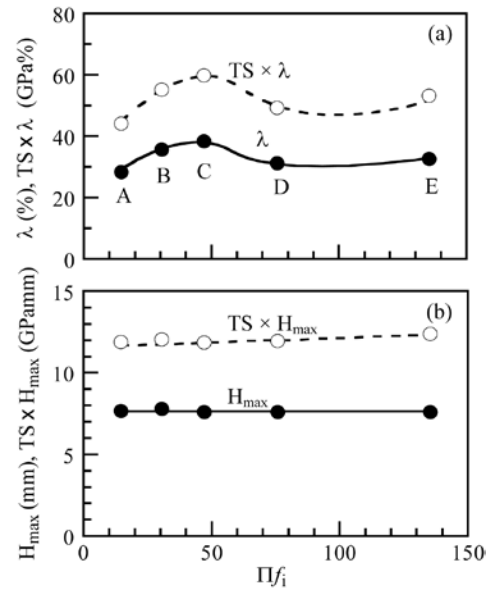 80
(a)
TS × λ
60
40
λ
A
B
C
D
E
20
0
λ (%), TS x λ (GPa%)
15
(b)
TS × Hmax
10
Hmax
5
0
Hmax (mm), TS x Hmax (GPamm)
0 50 100 150
Πfi